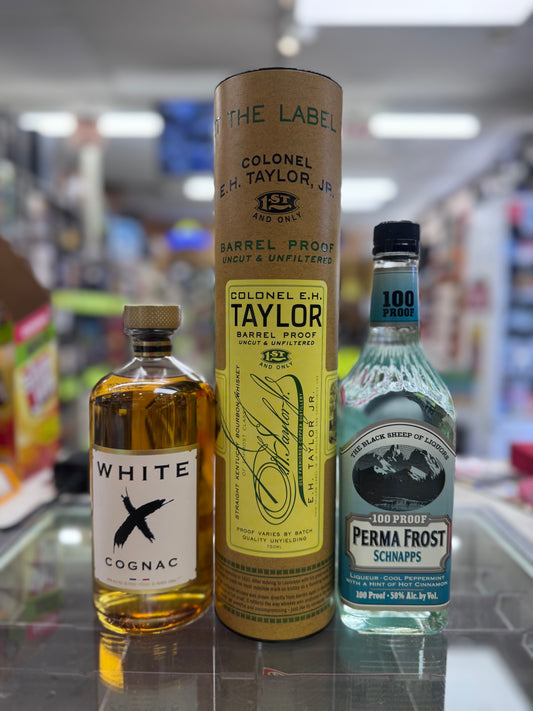 THE LABEL
COLONEL
E.H. TAYLOR, JR.
1ST
AND ONLY
BARREL PROOF
UNCUT & UNFILTERED
COLONEL E.H.
TAYLOR
BARREL PROOF
UNCUT & UNFILTERED
1ST
AND ONLY
STRAIGHT KENTUCKY BOURBON WHISKEY
E. H. TAYLOR, JR.
PROOF VARIES BY BATCH
QUALITY UNYIELDING
750ML
WHITE
X
COGNAC
100
PROOF
THE BLACK SHEEP OF LIQUORS
100 PROOF
PERMA FROST
SCHNAPPS
LIQUEUR · COOL PEPPERMINT
WITH A HINT OF HOT CINNAMON
100 Proof · 50% Alc. by Vol.